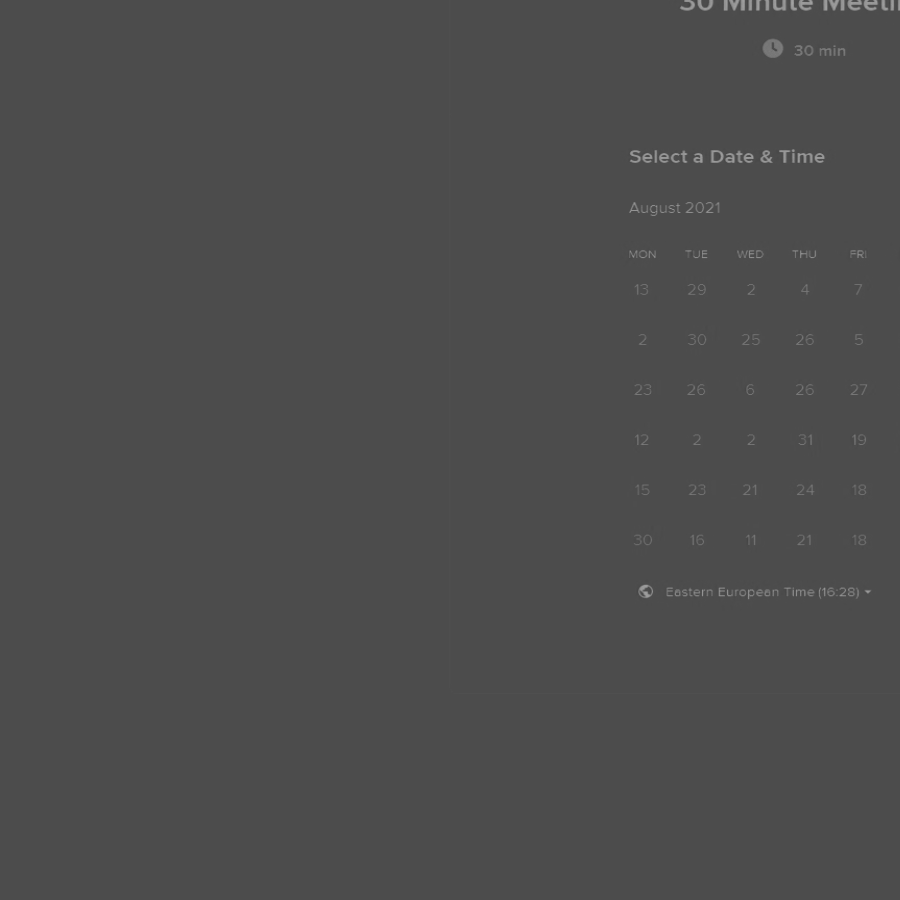 30 Minute
30 min
Select a Date & Time
August 2021
MON TUE WED THU FRI
13 29 2 4 7
2 30 25 26 5
23 26 6 26 27
12 2 2 31 19
15 23 21 24 18
30 16 11 21 18
Eastern European Time (16:28)